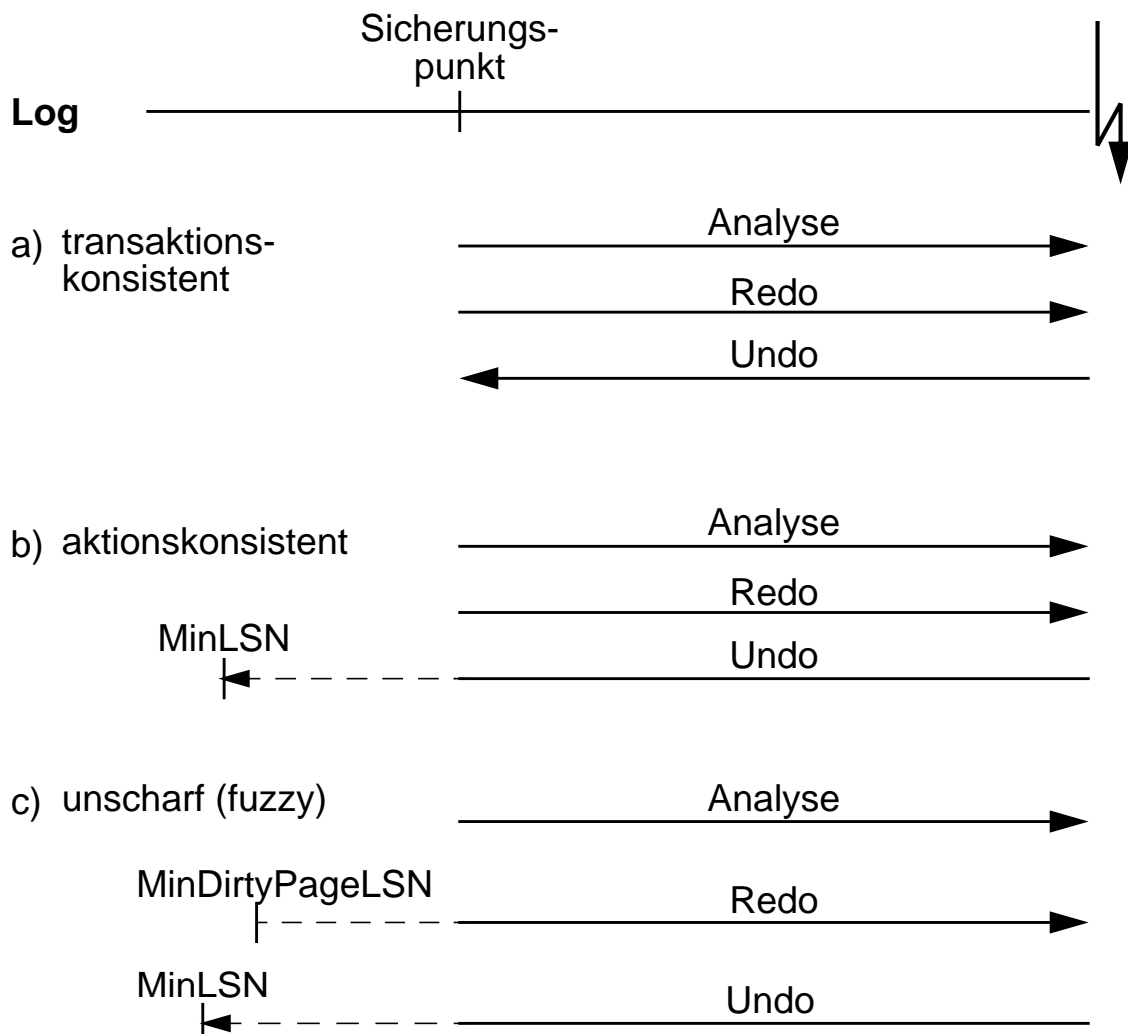 Sicherungs-
punkt
Log
a) transaktions-
konsistent
Analyse
Redo
Undo
b) aktionskonsistent
Analyse
Redo
MinLSN
Undo
c) unscharf (fuzzy)
Analyse
MinDirtyPageLSN
Redo
MinLSN
Undo